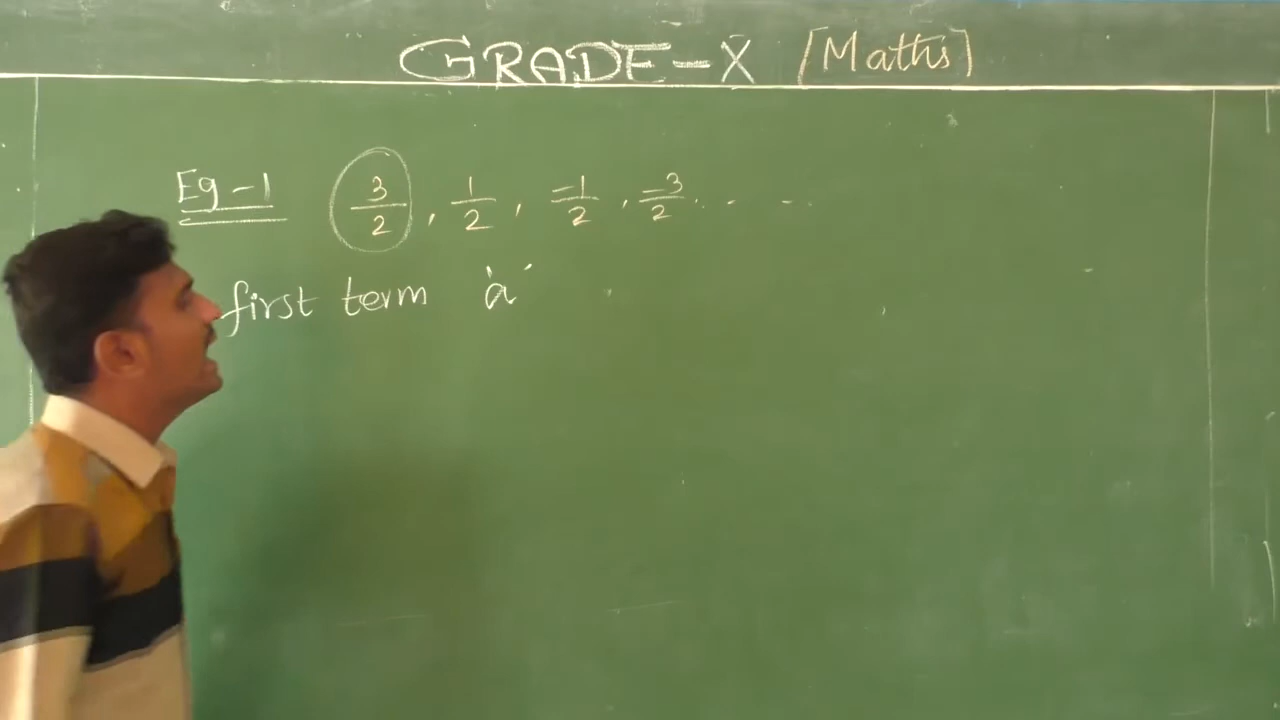 GRADE-X [Maths]
Eg-1 3/2, 1/2, -1/2, -3/2.... ...
first term 'a'